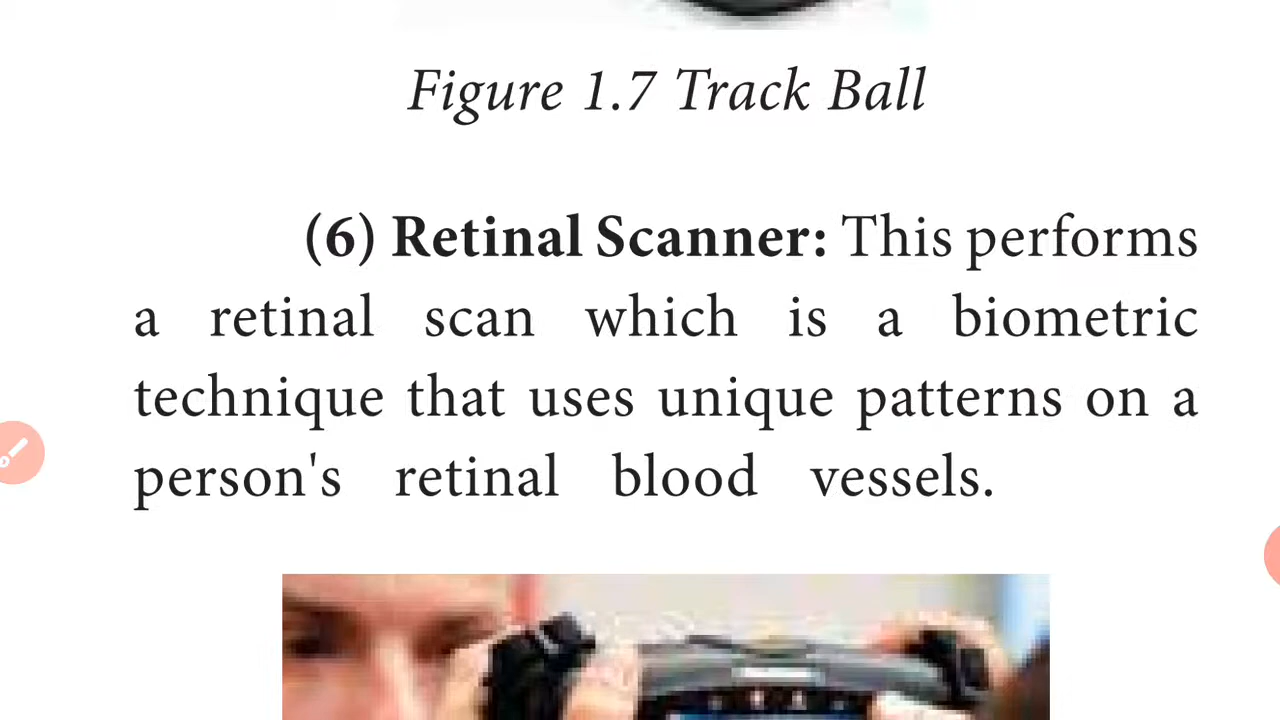 Figure 1.7 Track Ball
(6) Retinal Scanner: This performs
a retinal scan which is a biometric
technique that uses unique patterns on a
person's retinal blood vessels.